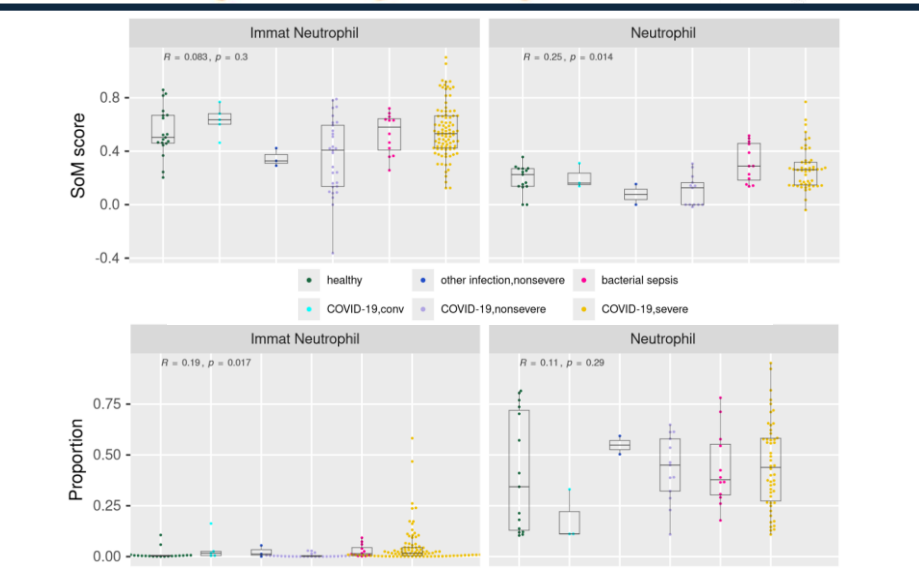 Immat Neutrophil
Neutrophil
R = 0.083, p = 0.3
R = 0.25, p = 0.014
SoM score
0.8
0.4
0.0
-0.4
healthy
other infection,nonsevere
bacterial sepsis
COVID-19,conv
COVID-19,nonsevere
COVID-19,severe
Immat Neutrophil
Neutrophil
R = 0.19, p = 0.017
R = 0.11, p = 0.29
Proportion
0.75
0.50
0.25
0.00